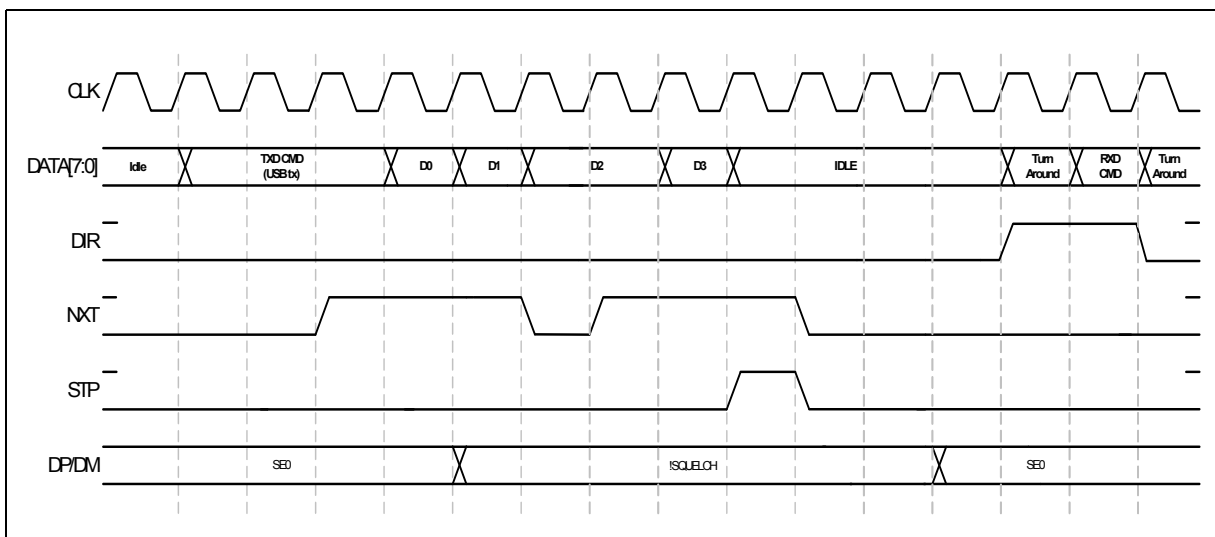 CLK
DATA[7:0]
Idle
TXD CMD
(USB tx)
D0
D1
D2
D3
IDLE
Turn
Around
RXD
CMD
Turn
Around
DIR
NXT
STP
DP/DM
SE0
!SQUELCH
SE0